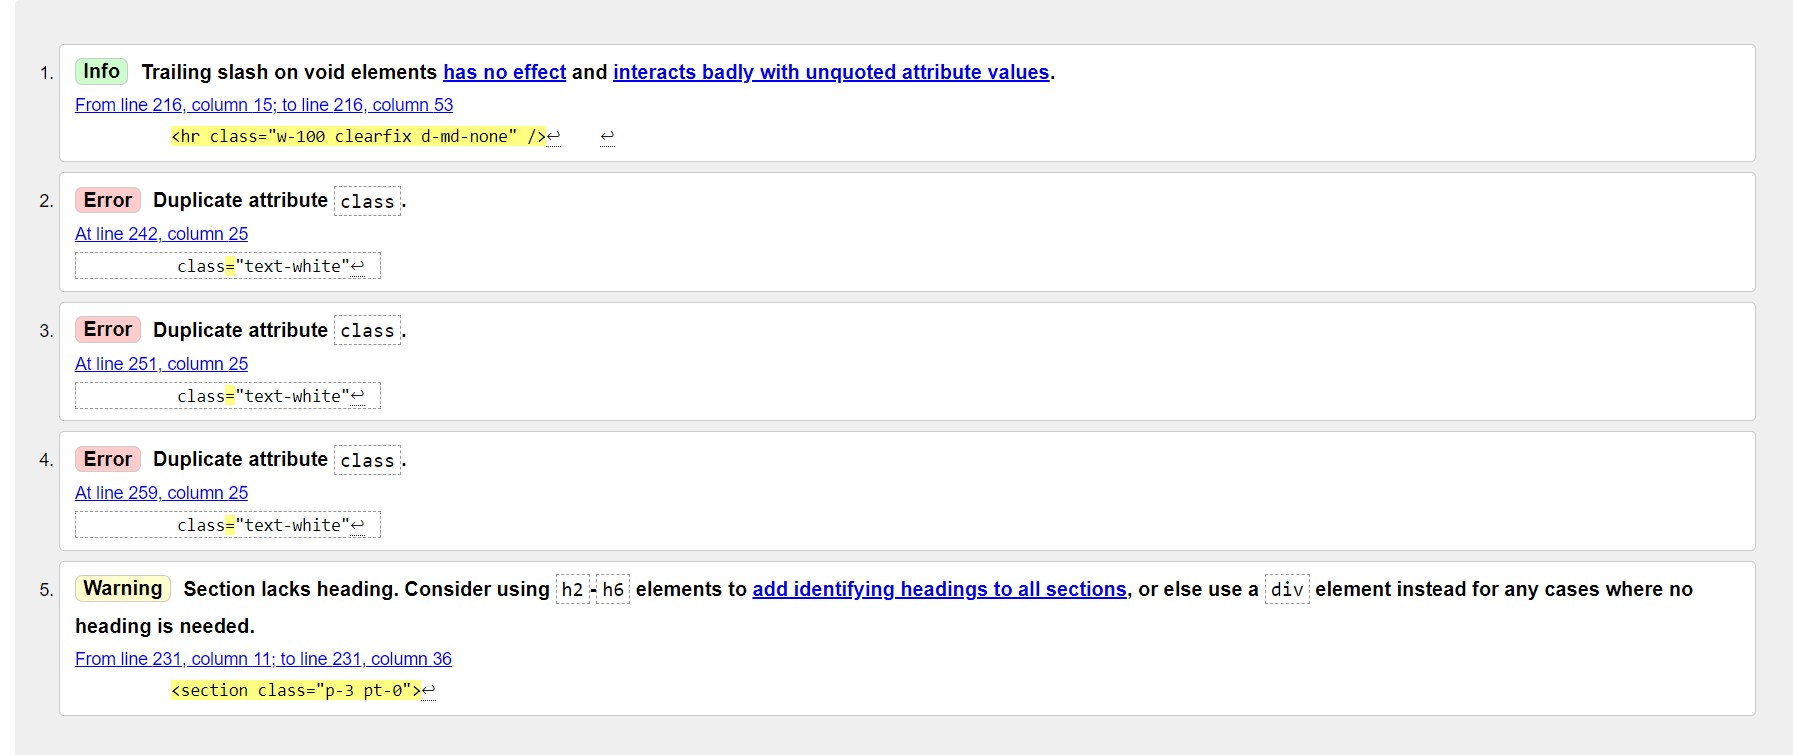 1. Info Trailing slash on void elements has no effect and interacts badly with unquoted attribute values.
From line 216, column 15; to line 216, column 53
<hr class="w-100 clearfix d-md-none" />↩ ↩
2. Error Duplicate attribute class.
At line 242, column 25
class="text-white"↩
3. Error Duplicate attribute class.
At line 251, column 25
class="text-white"↩
4. Error Duplicate attribute class.
At line 259, column 25
class="text-white"↩
5. Warning Section lacks heading. Consider using h2-h6 elements to add identifying headings to all sections, or else use a div element instead for any cases where no
heading is needed.
From line 231, column 11; to line 231, column 36
<section class="p-3 pt-0">↩